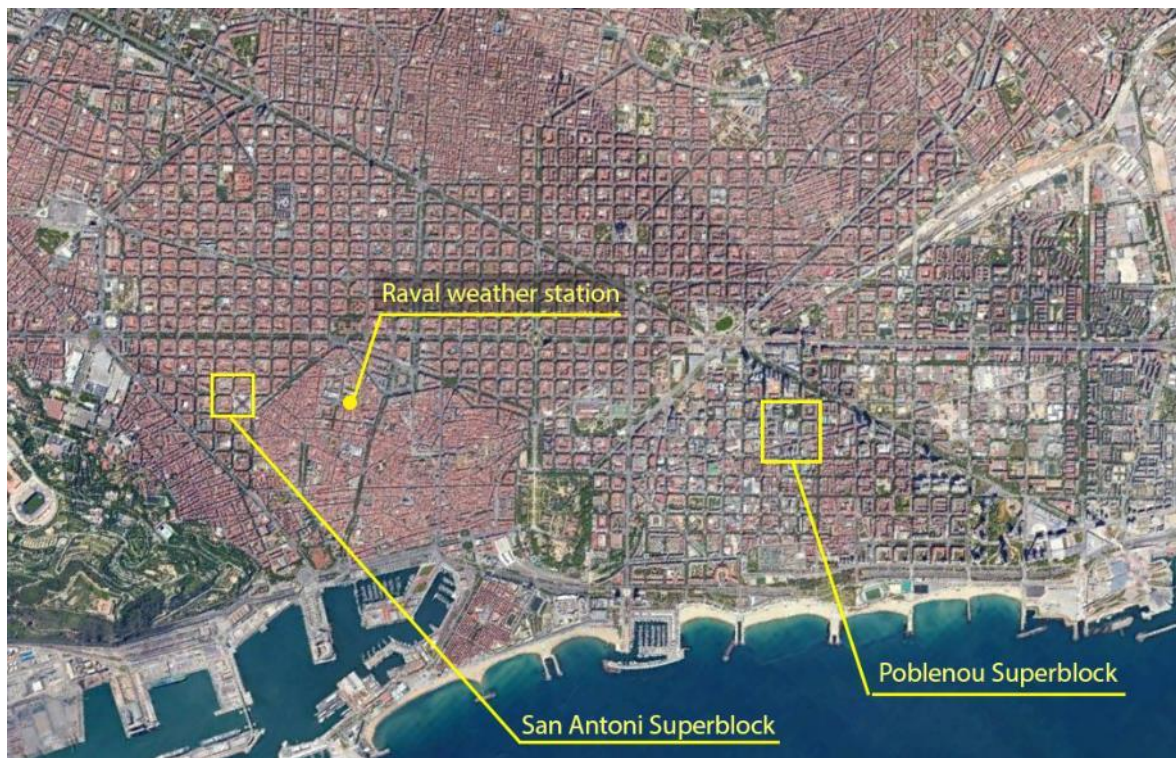 Raval weather station
Poblenou Superblock
San Antoni Superblock